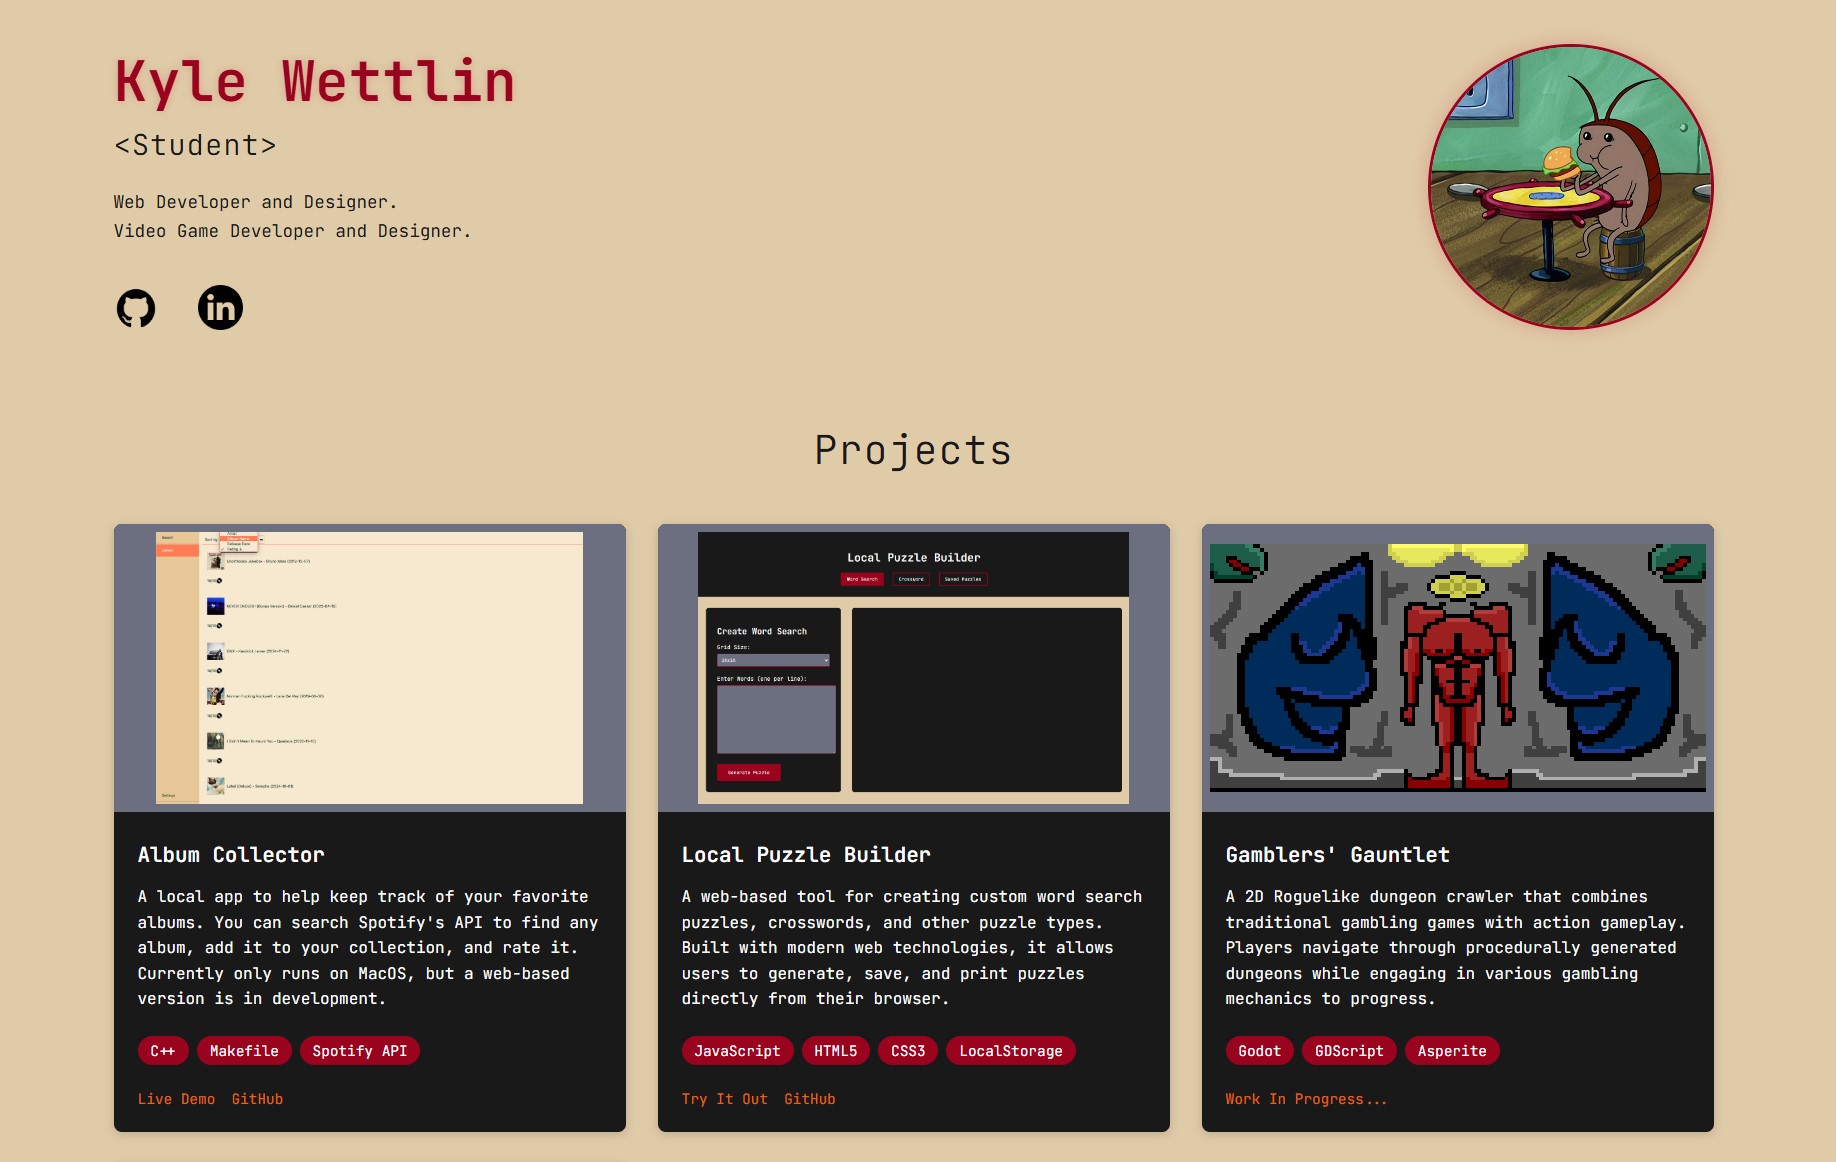 Kyle Wettlin
<Student>
Web Developer and Designer.
Video Game Developer and Designer.
in
Projects
Local Puzzle Builder
Word Search Crossword Saved Puzzles
Create Word Search
Grid Size:
Enter Words (one per line):
Generate Puzzle
Settings
Album Collector
A local app to help keep track of your favorite
albums. You can search Spotify's API to find any
album, add it to your collection, and rate it.
Currently only runs on MacOS, but a web-based
version is in development.
C++ Makefile Spotify API
Live Demo GitHub
Local Puzzle Builder
A web-based tool for creating custom word search
puzzles, crosswords, and other puzzle types.
Built with modern web technologies, it allows
users to generate, save, and print puzzles
directly from their browser.
JavaScript HTML5 CSS3 LocalStorage
Try It Out GitHub
Gamblers' Gauntlet
A 2D Roguelike dungeon crawler that combines
traditional gambling games with action gameplay.
Players navigate through procedurally generated
dungeons while engaging in various gambling
mechanics to progress.
Godot GDScript Asperite
Work In Progress...